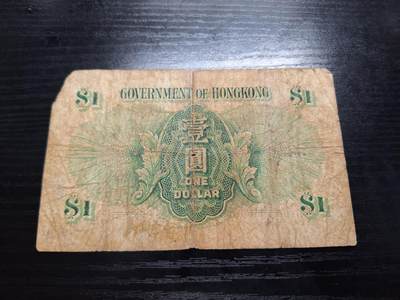 GOVERNMENT OF HONGKONG
$1 $1
壹
圓
ONE
DOLLAR
$1 $1